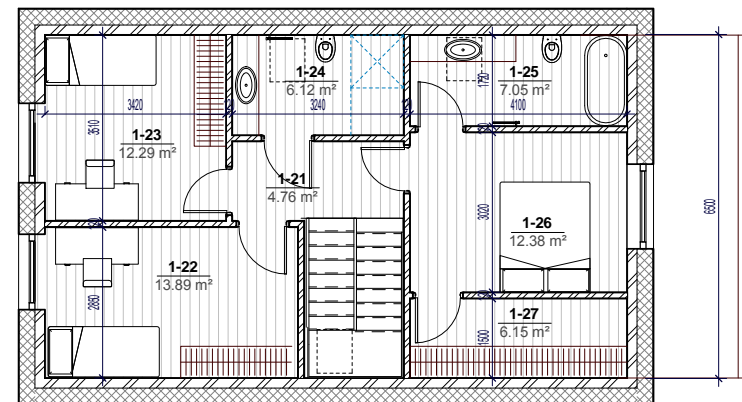 1-24
6.12 m²
1-25
7.05 m²
1750
3420
3240
4100
3510
1-23
12.29 m²
1-21
4.76 m²
6600
3020
1-26
12.38 m²
1-22
13.89 m²
2860
1-27
6.15 m²
1500